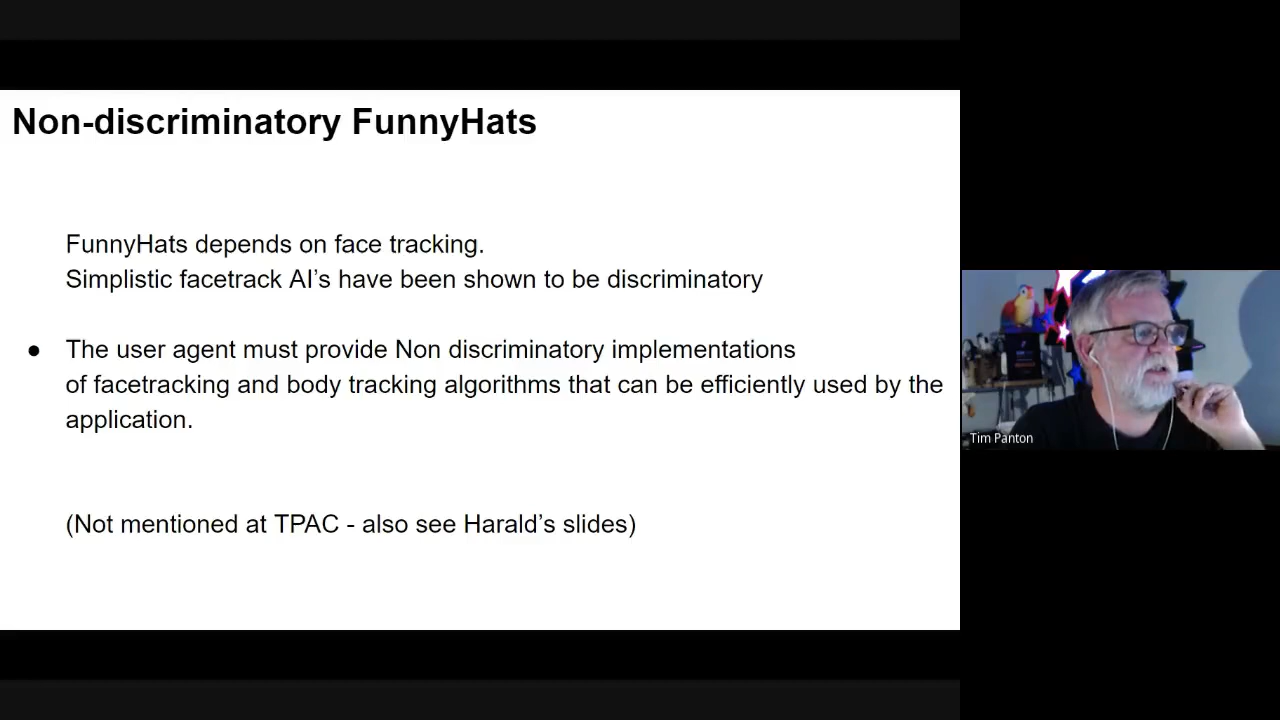 Non-discriminatory FunnyHats
FunnyHats depends on face tracking.
Simplistic facetrack AI’s have been shown to be discriminatory
● The user agent must provide Non discriminatory implementations
of facetracking and body tracking algorithms that can be efficiently used by the
application.
(Not mentioned at TPAC - also see Harald’s slides)
Tim Panton